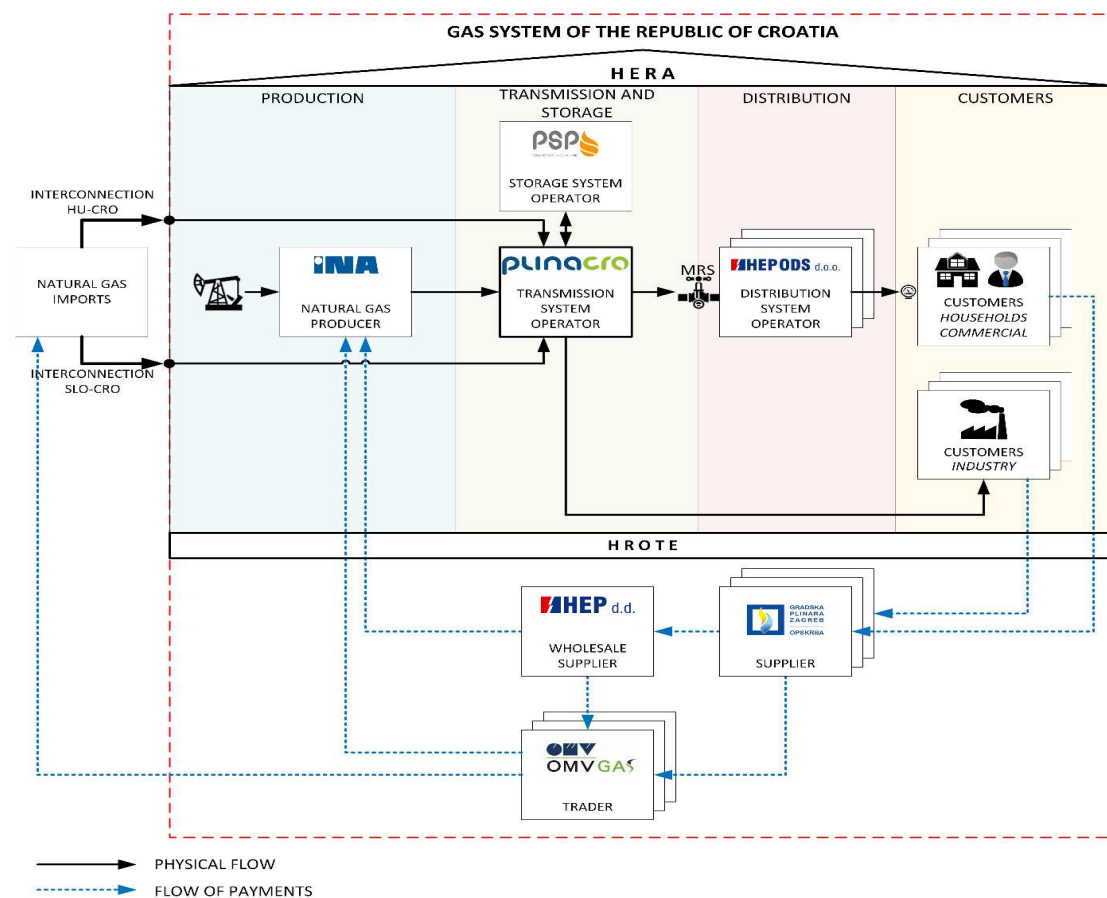 GAS SYSTEM OF THE REPUBLIC OF CROATIA
HERA
PRODUCTION
TRANSMISSION AND
STORAGE
DISTRIBUTION
CUSTOMERS
PSP
STORAGE SYSTEM
OPERATOR
INTERCONNECTION
HU-CRO
NATURAL GAS
IMPORTS
INTERCONNECTION
SLO-CRO
INA
NATURAL GAS
PRODUCER
PLINACRO
TRANSMISSION
SYSTEM
OPERATOR
MRS
HEP ODS d.o.o.
DISTRIBUTION
SYSTEM
OPERATOR
CUSTOMERS
HOUSEHOLDS
COMMERCIAL
CUSTOMERS
INDUSTRY
HROTE
HEP d.d.
WHOLESALE
SUPPLIER
GRADSKA
PLINARA
ZAGREB
OPSKRBA
SUPPLIER
OMV
OMVGAS
TRADER
PHYSICAL FLOW
FLOW OF PAYMENTS